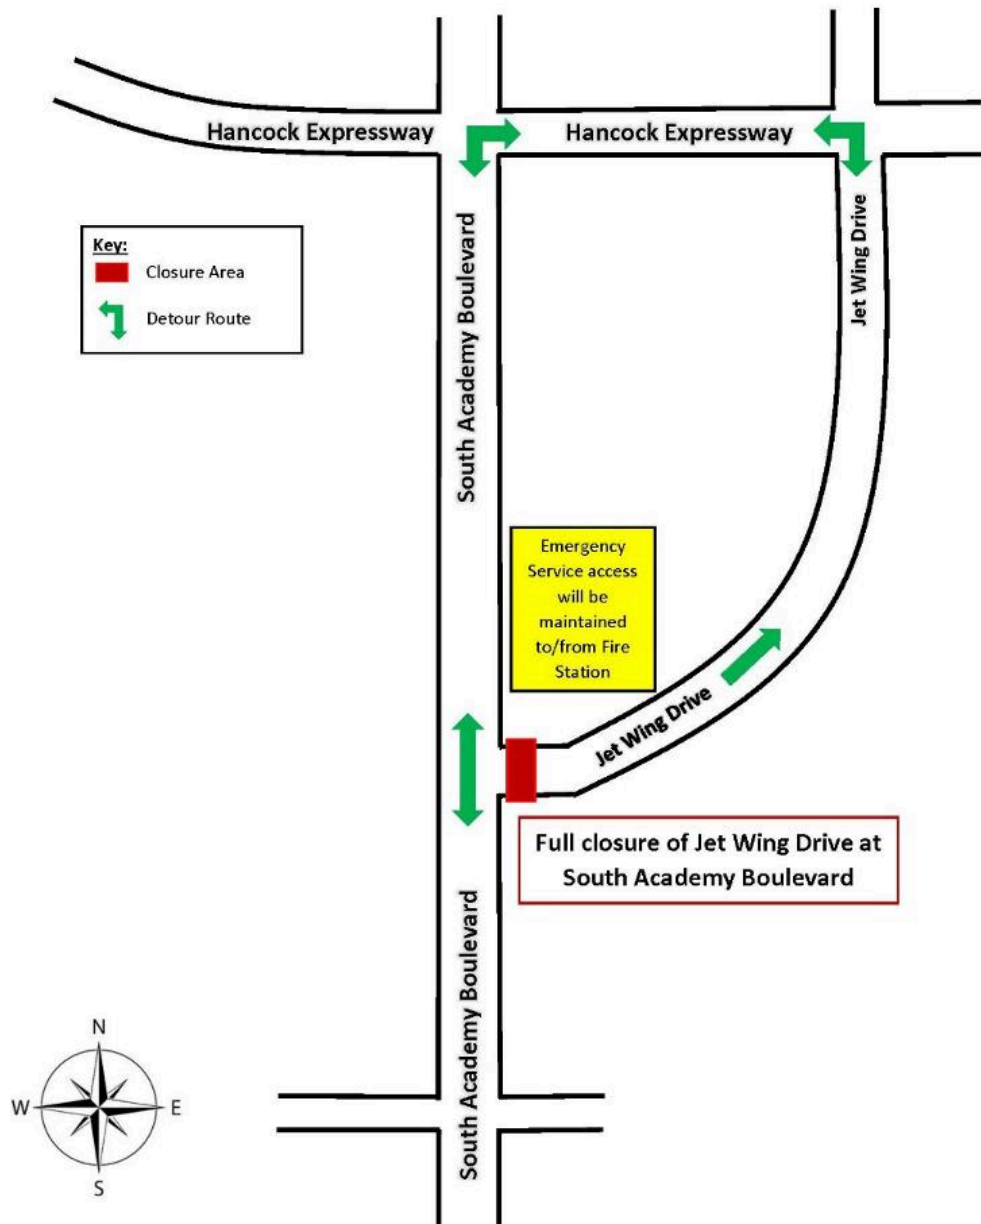 Hancock Expressway
Hancock Expressway
Key:
Closure Area
Detour Route
South Academy Boulevard
Jet Wing Drive
Emergency
Service access
will be
maintained
to/from Fire
Station
Jet Wing Drive
Full closure of Jet Wing Drive at
South Academy Boulevard
South Academy Boulevard
N
W
E
S